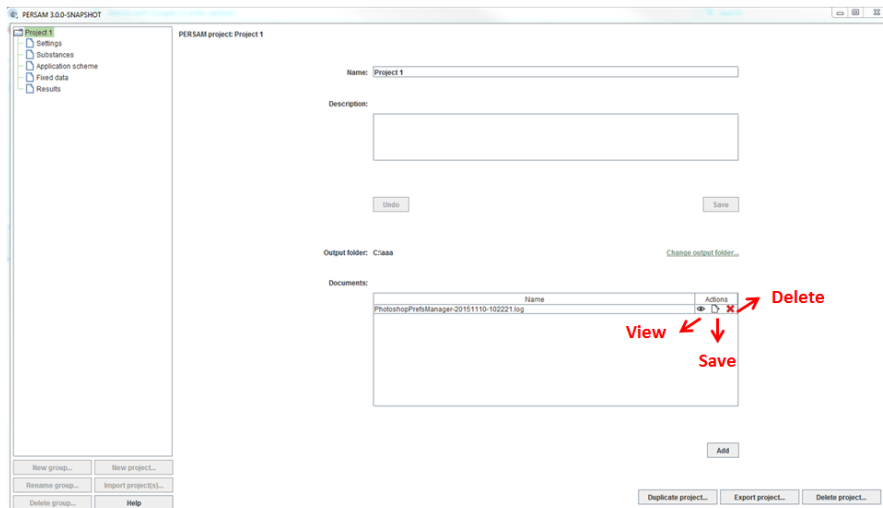 PERSAM 3.0.0-SNAPSHOT
Project 1
Settings
Substances
Application scheme
Fixed data
Results
PERSAM project: Project 1
Name: Project 1
Description:
Undo Save
Output folder: C:\aaa Change output folder...
Documents:
Name Actions
PhotoshopPrefsManager-20151110-102221.log
Delete
View
Save
Add
New group... New project...
Rename group... Import project(s)...
Delete group... Help
Duplicate project... Export project... Delete project...